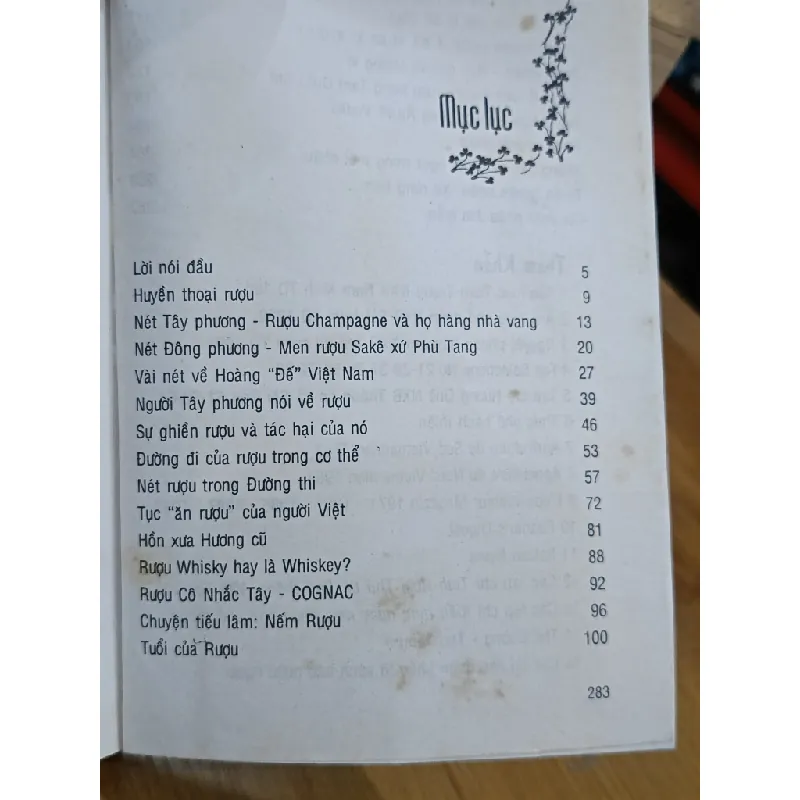 Mục lục
Lời nói đầu 5
Huyền thoại rượu 9
Nét Tây phương - Rượu Champagne và họ hàng nhà vang 13
Nét Đông phương - Men rượu Sakê xứ Phù Tang 20
Vài nét về Hoàng "Đế" Việt Nam 27
Người Tây phương nói về rượu 39
Sự ghiền rượu và tác hại của nó 46
Đường đi của rượu trong cơ thể 53
Nét rượu trong Đường thi 57
Tục "ăn rượu" của người Việt 72
Hồn xưa Hương cũ 81
Rượu Whisky hay là Whiskey? 88
Rượu Cô Nhắc Tây - COGNAC 92
Chuyện tiếu lâm: Nếm Rượu 96
Tuổi của Rượu 100
283